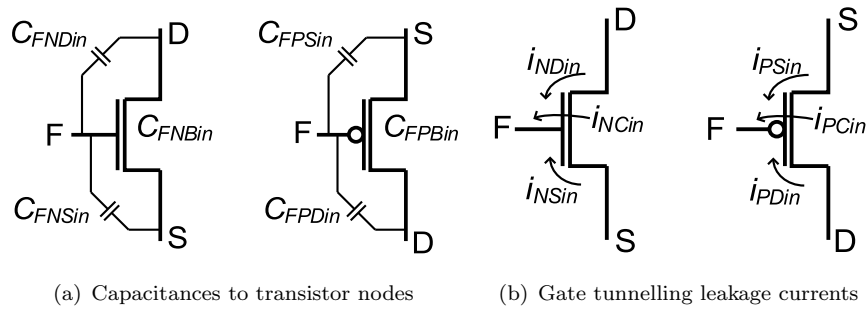 C_FNDin D
F C_FNBin
C_FNSin S
C_FPSin S
F C_FPBin
C_FPDin D
D
i_NDin
F i_NCin
i_NSin
S
S
i_PSin
F i_PCin
i_PDin
D
(a) Capacitances to transistor nodes
(b) Gate tunnelling leakage currents